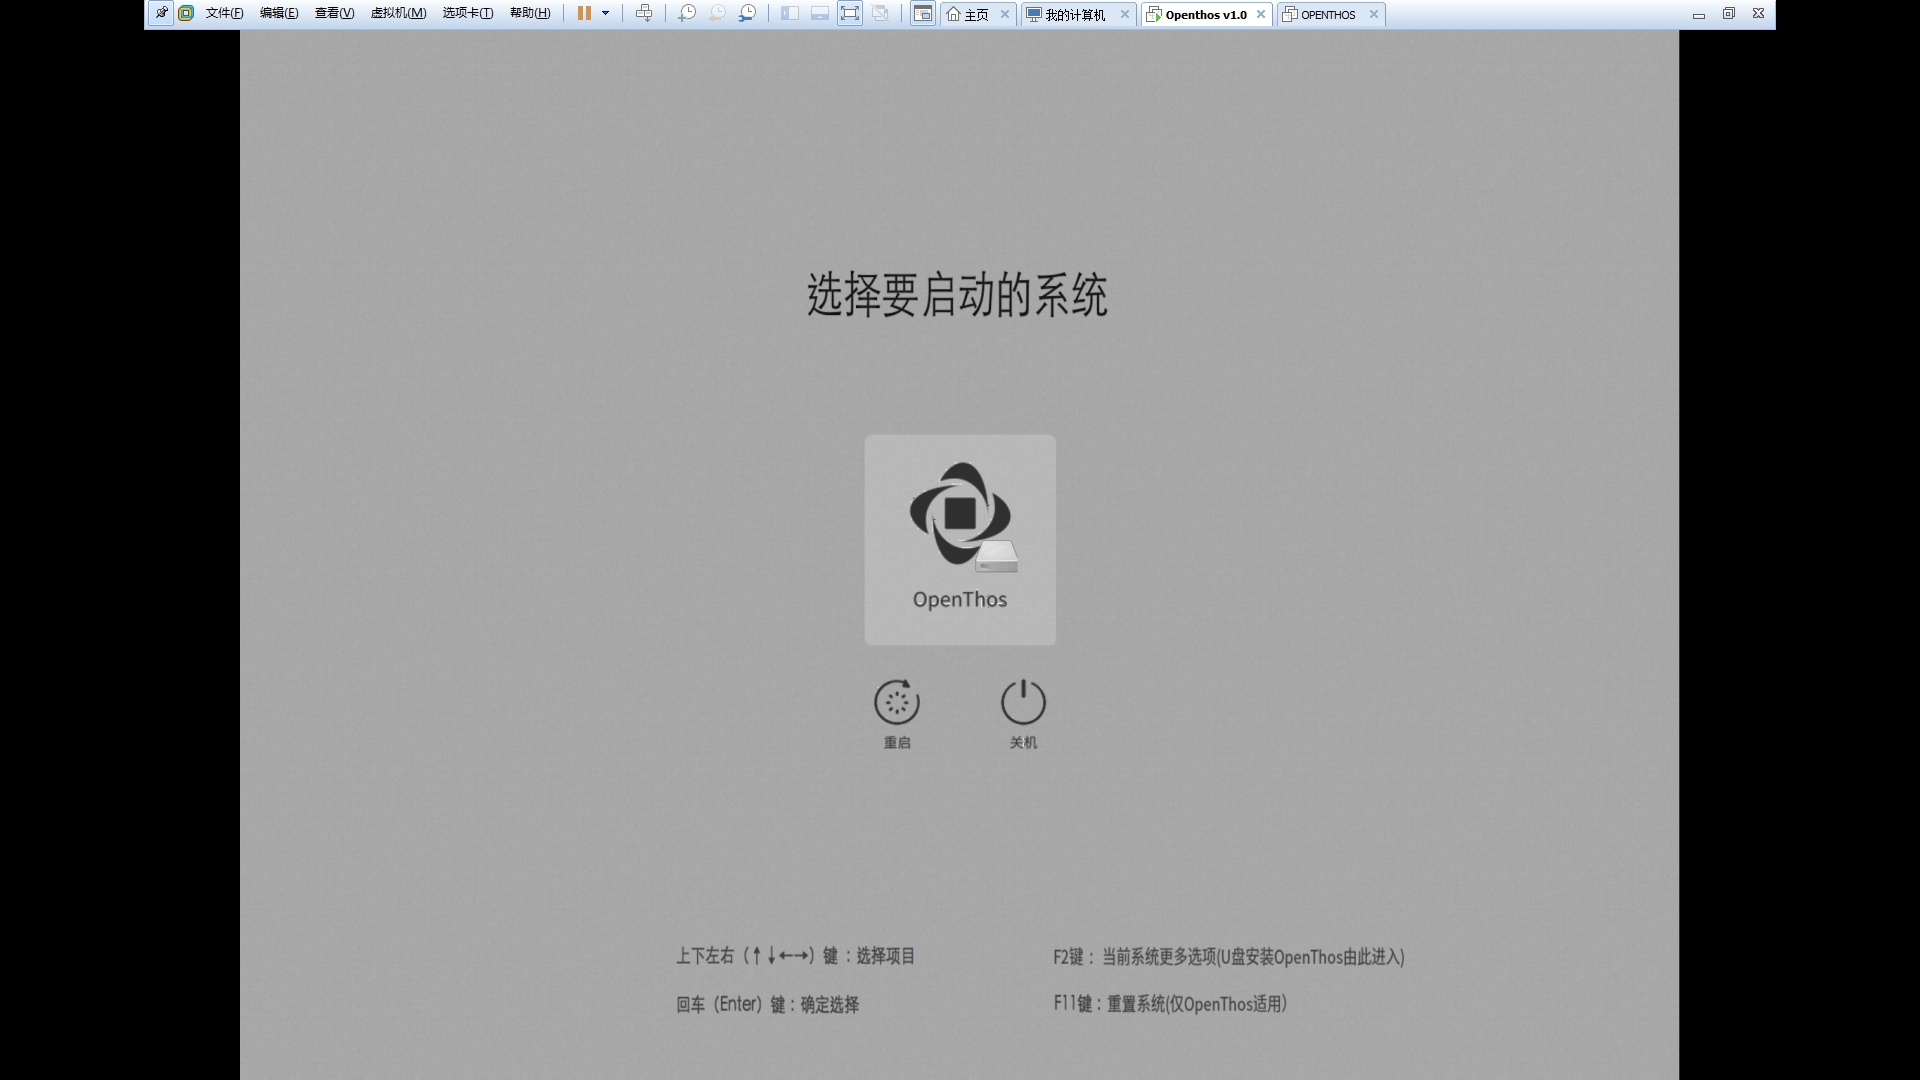 文件(F) 编辑(E) 查看(V) 虚拟机(M) 选项卡(T) 帮助(H) 主页 我的计算机 Openthos v1.0 OPENTHOS
选择要启动的系统
OpenThos
重启 关机
上下左右（↑↓←→）键：选择项目 F2键：当前系统更多选项(U盘安装OpenThos由此进入)
回车（Enter）键：确定选择 F11键：重置系统(仅OpenThos适用）